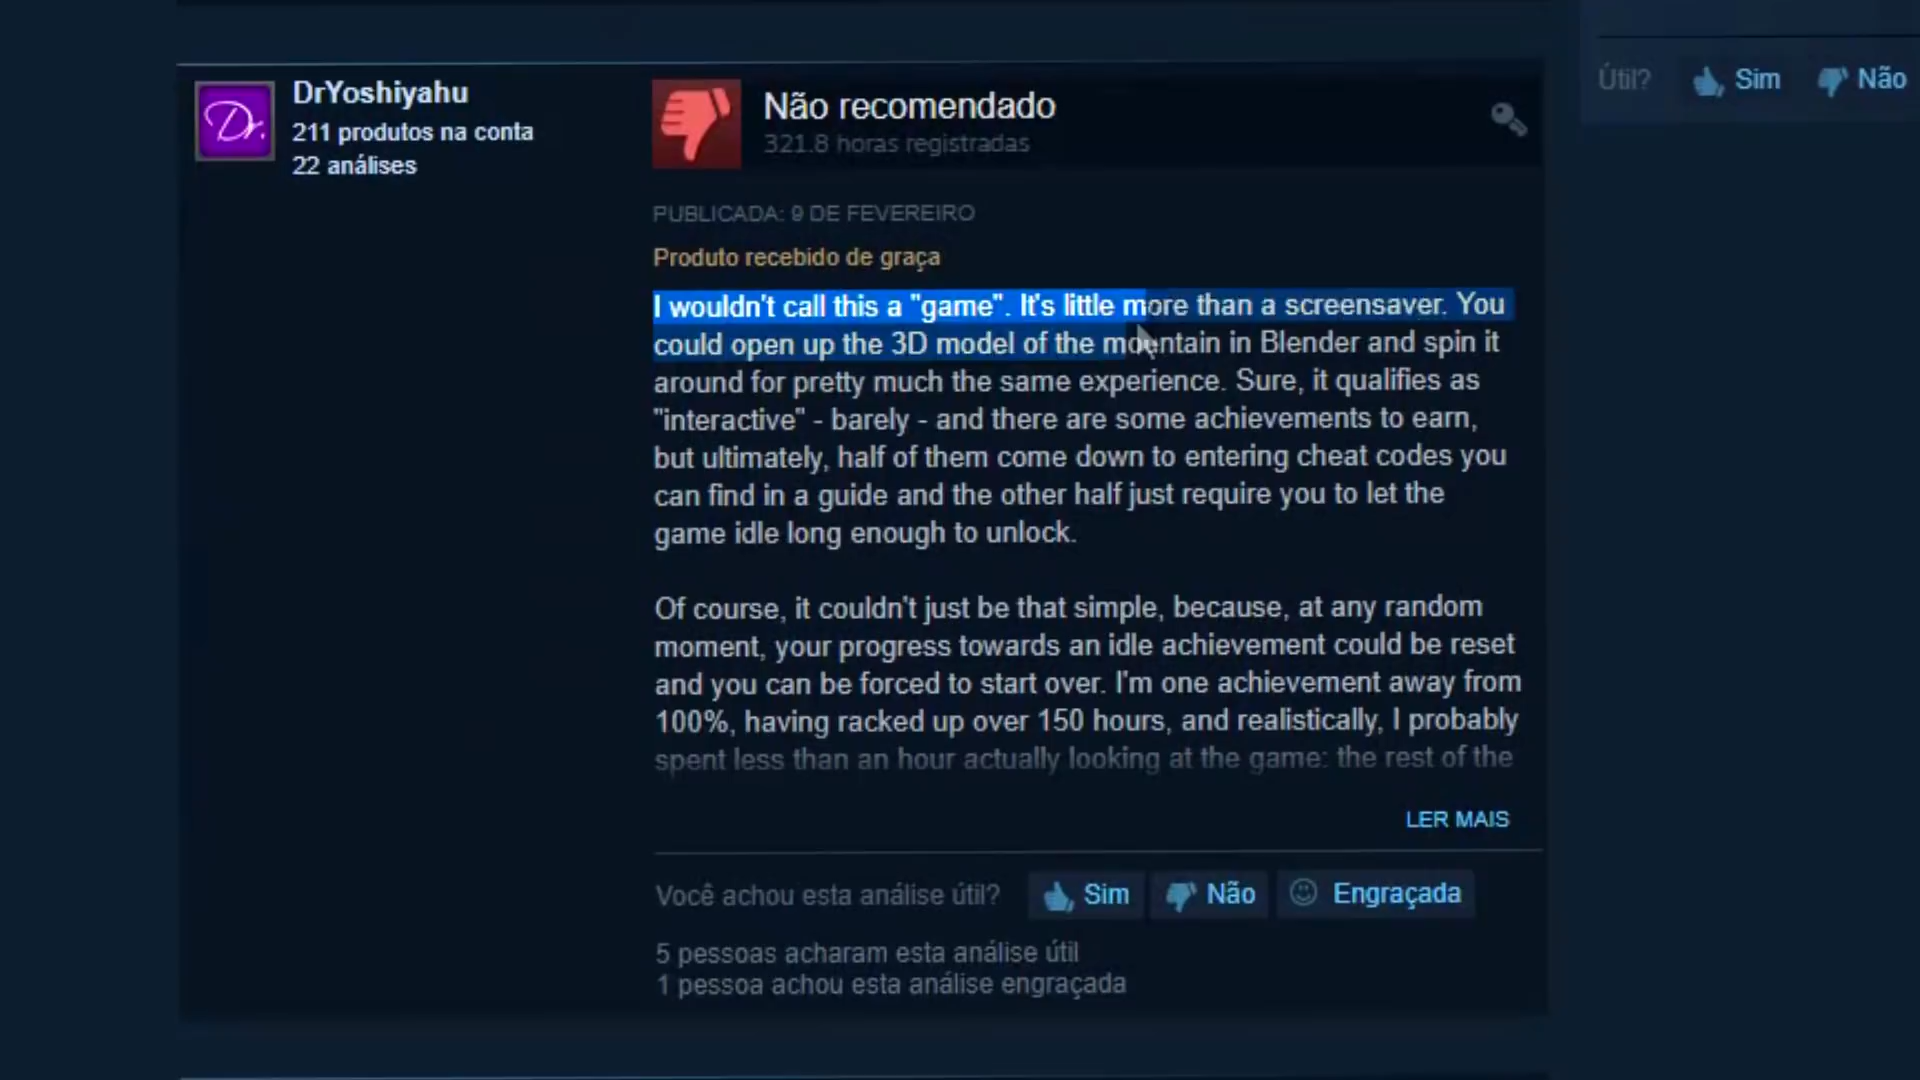 Útil? Sim Não
DrYoshiyahu
211 produtos na conta
22 análises
Dr.
Não recomendado
321.8 horas registradas
PUBLICADA: 9 DE FEVEREIRO
Produto recebido de graça
I wouldn't call this a "game". It's little more than a screensaver. You
could open up the 3D model of the mountain in Blender and spin it
around for pretty much the same experience. Sure, it qualifies as
"interactive" - barely - and there are some achievements to earn,
but ultimately, half of them come down to entering cheat codes you
can find in a guide and the other half just require you to let the
game idle long enough to unlock.
Of course, it couldn't just be that simple, because, at any random
moment, your progress towards an idle achievement could be reset
and you can be forced to start over. I'm one achievement away from
100%, having racked up over 150 hours, and realistically, I probably
spent less than an hour actually looking at the game: the rest of the
LER MAIS
Você achou esta análise útil? Sim Não Engraçada
5 pessoas acharam esta análise útil
1 pessoa achou esta análise engraçada